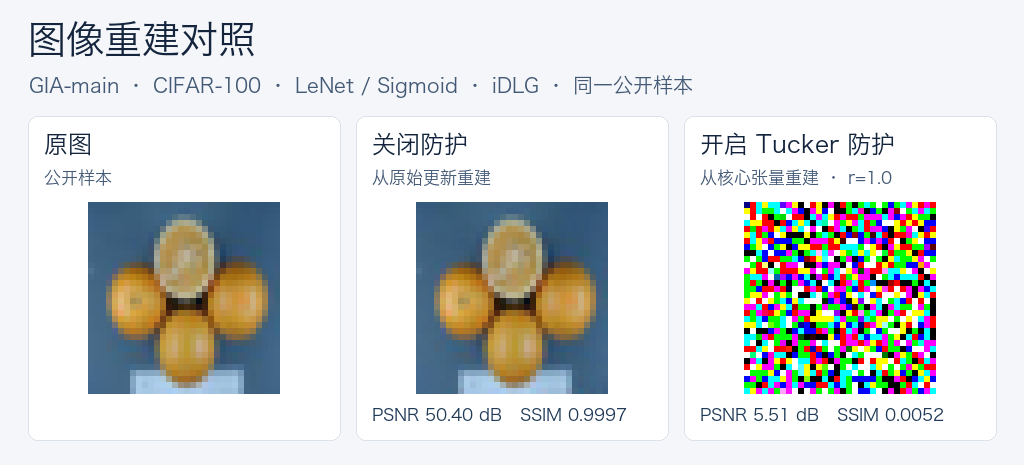 图像重建对照
GIA-main · CIFAR-100 · LeNet / Sigmoid · iDLG · 同一公开样本
原图
公开样本
关闭防护
从原始更新重建
PSNR 50.40 dB SSIM 0.9997
开启 Tucker 防护
从核心张量重建 · r=1.0
PSNR 5.51 dB SSIM 0.0052